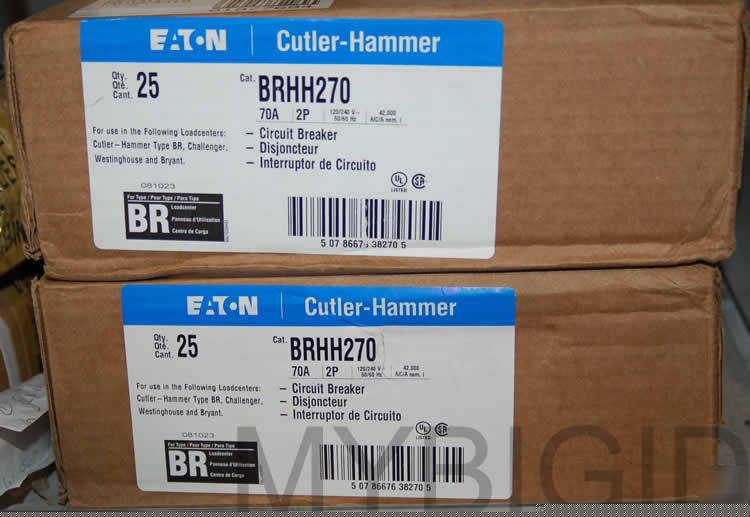 EATON | Cutler-Hammer
Qty. Qté. Cant. 25
Cat. BRHH270
70A 2P 120/240 V~ 50/60 Hz 42,000
For use in the Following Loadcenters:
Cutler-Hammer Type BR, Challenger,
Westinghouse and Bryant.
– Circuit Breaker
– Disjoncteur
– Interruptor de Circuito
081023
UL LISTED SA
For Type / Pour Type / Para Tipo
BR
Loadcenter
Panneau d'Utilisation
Centro de Carga
5 07 86676 38270 5
EATON | Cutler-Hammer
Qty. Qté. Cant. 25
Cat. BRHH270
70A 2P 120/240 V~ 50/60 Hz 42,000
For use in the Following Loadcenters:
Cutler-Hammer Type BR, Challenger,
Westinghouse and Bryant.
– Circuit Breaker
– Disjoncteur
– Interruptor de Circuito
081023
UL LISTED SA
For Type / Pour Type / Para Tipo
BR
Loadcenter
Panneau d'Utilisation
Centro de Carga
5 07 86676 38270 5
MYBIGID